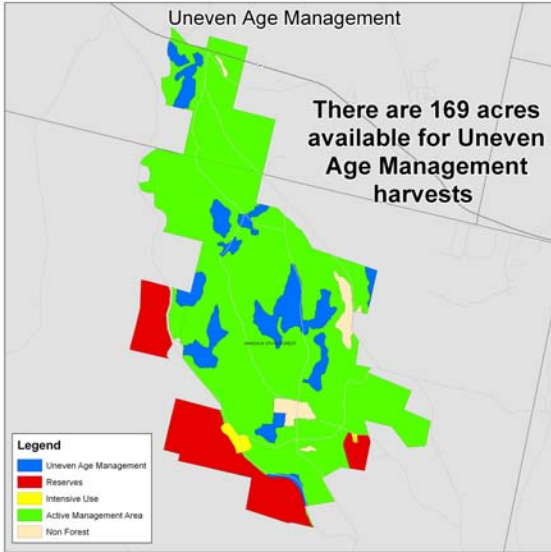 Uneven Age Management
There are 169 acres
available for Uneven
Age Management
harvests
Legend
Uneven Age Management
Reserves
Intensive Use
Active Management Area
Non Forest